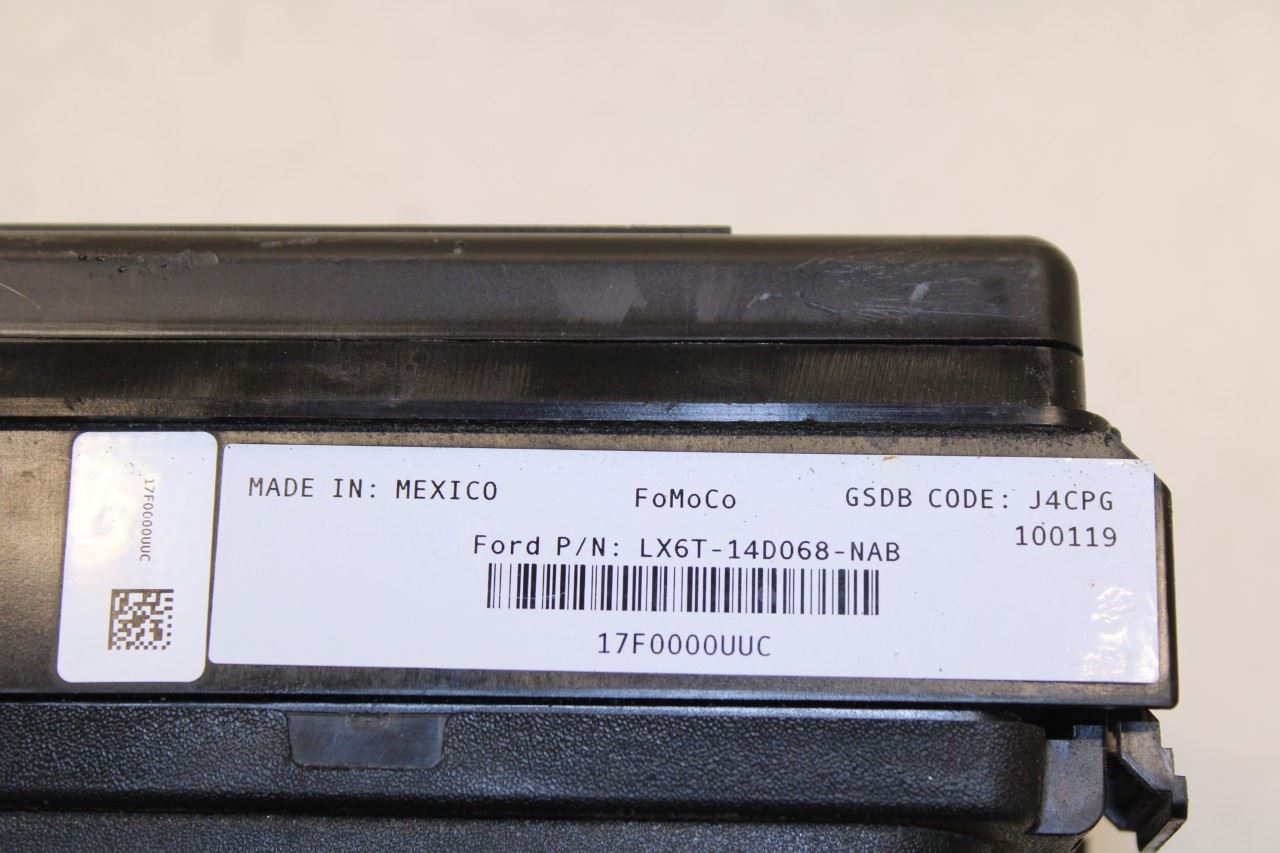 17F0000UUC
MADE IN: MEXICO
FoMoCo
GSDB CODE: J4CPG
100119
Ford P/N: LX6T-14D068-NAB
17F0000UUC